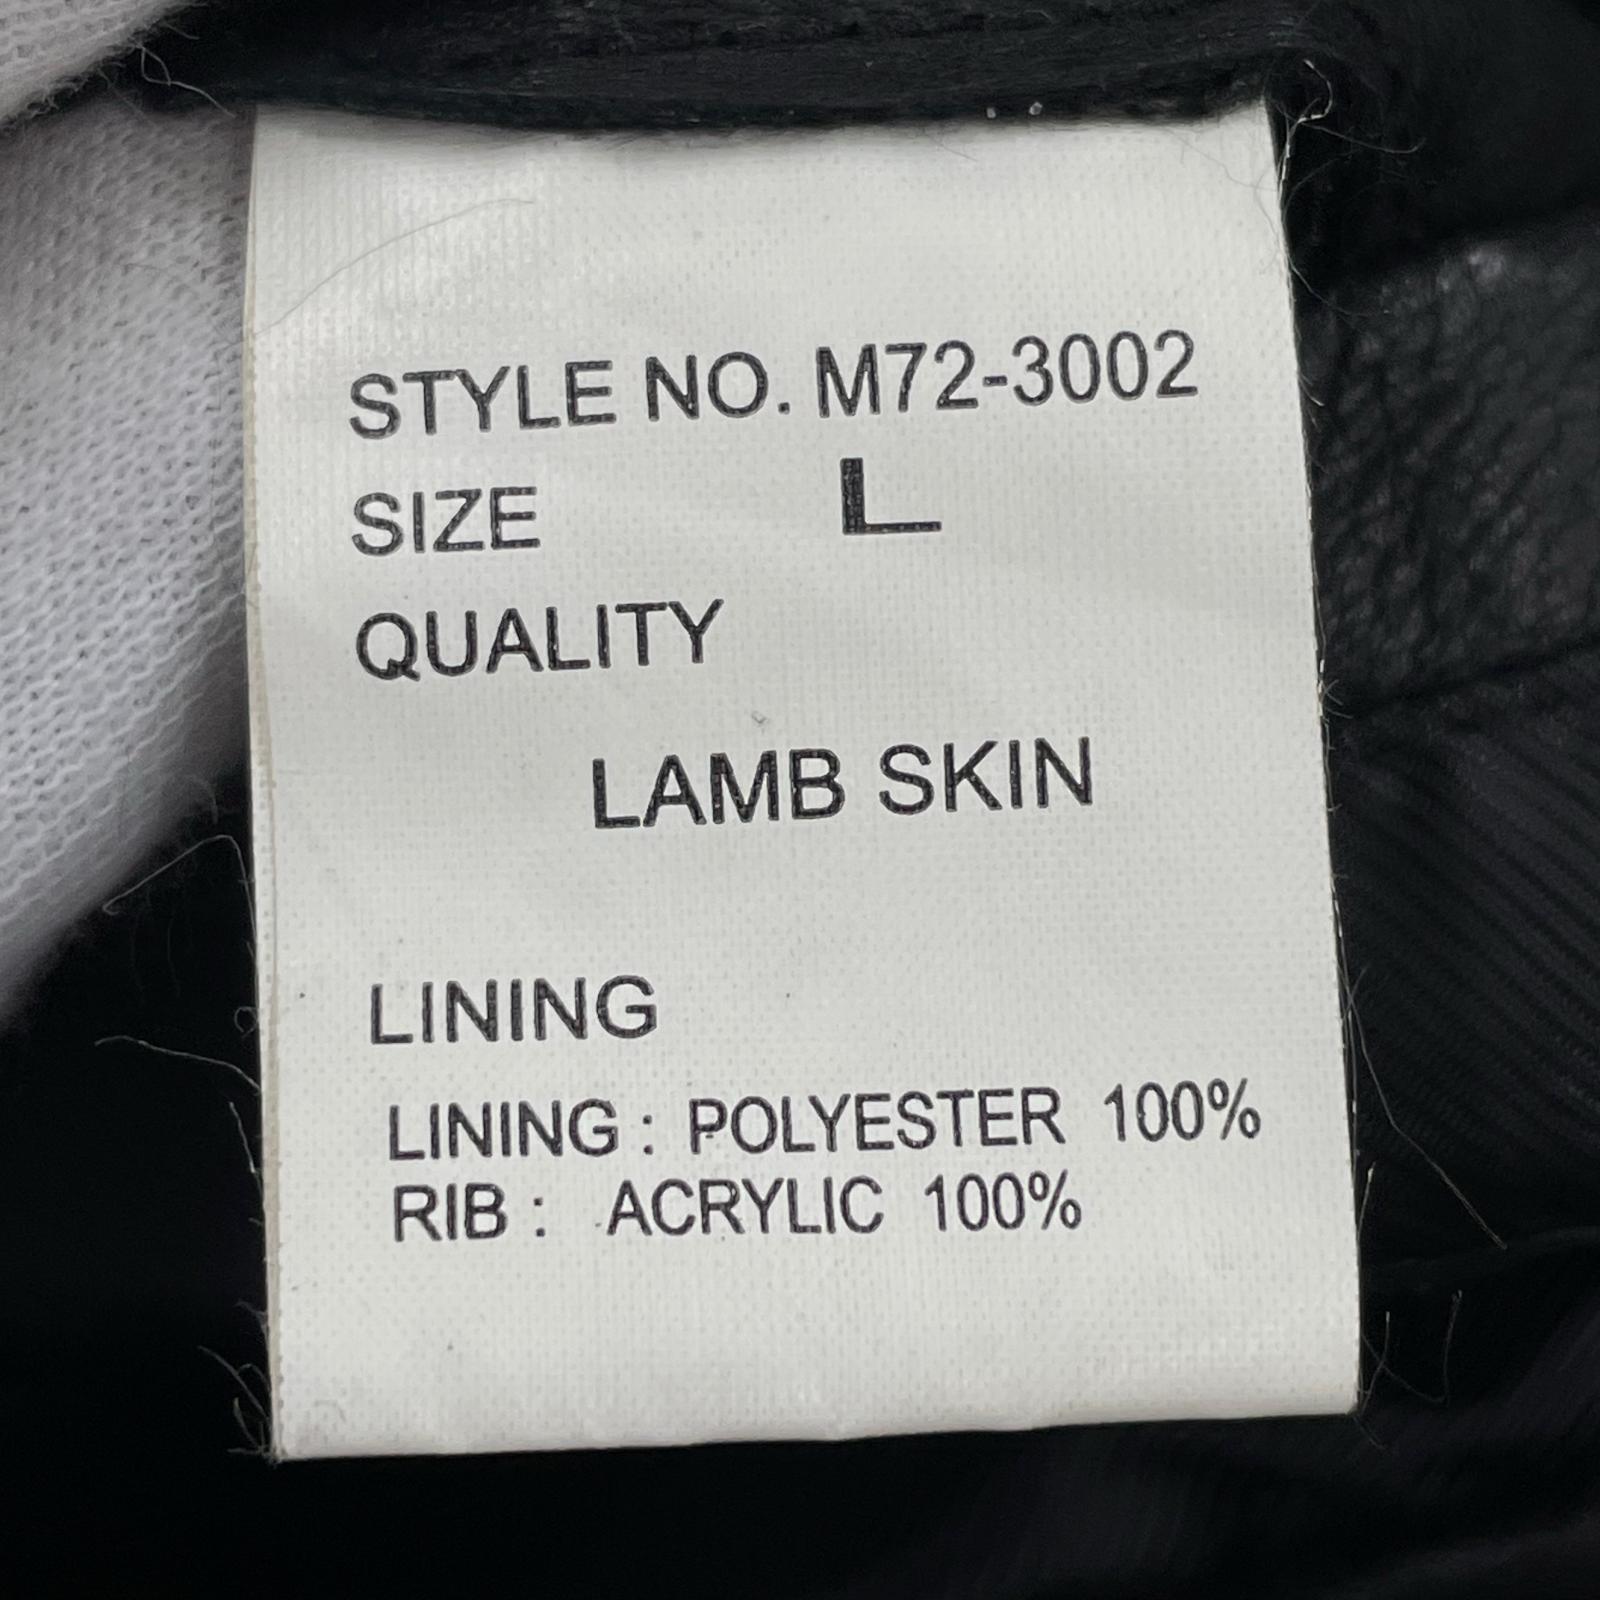 STYLE NO. M72-3002
SIZE L
QUALITY
LAMB SKIN
LINING
LINING : POLYESTER 100%
RIB : ACRYLIC 100%